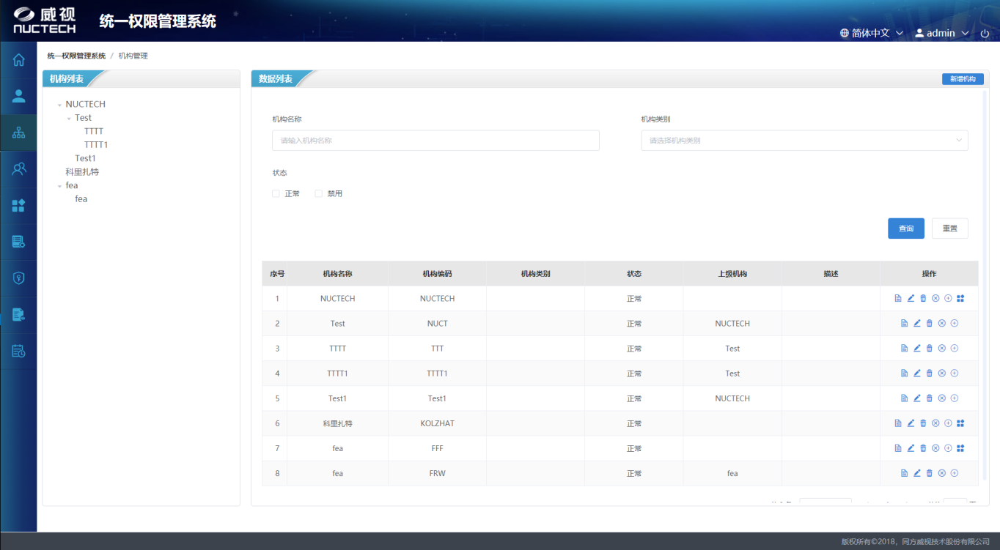 威视
NUCTECH
统一权限管理系统
简体中文 admin
统一权限管理系统 / 机构管理
机构列表
NUCTECH
Test
TTTT
TTTT1
Test1
科里扎特
fea
fea
数据列表 新增机构
机构名称 机构类别
请输入机构名称 请选择机构类别
状态
正常 禁用
查询 重置
序号 机构名称 机构编码 机构类别 状态 上级机构 描述 操作
1 NUCTECH NUCTECH 正常
2 Test NUCT 正常 NUCTECH
3 TTTT TTT 正常 Test
4 TTTT1 TTTT1 正常 Test
5 Test1 Test1 正常 NUCTECH
6 科里扎特 KOLZHAT 正常
7 fea FFF 正常
8 fea FRW 正常 fea
版权所有©2018，同方威视技术股份有限公司